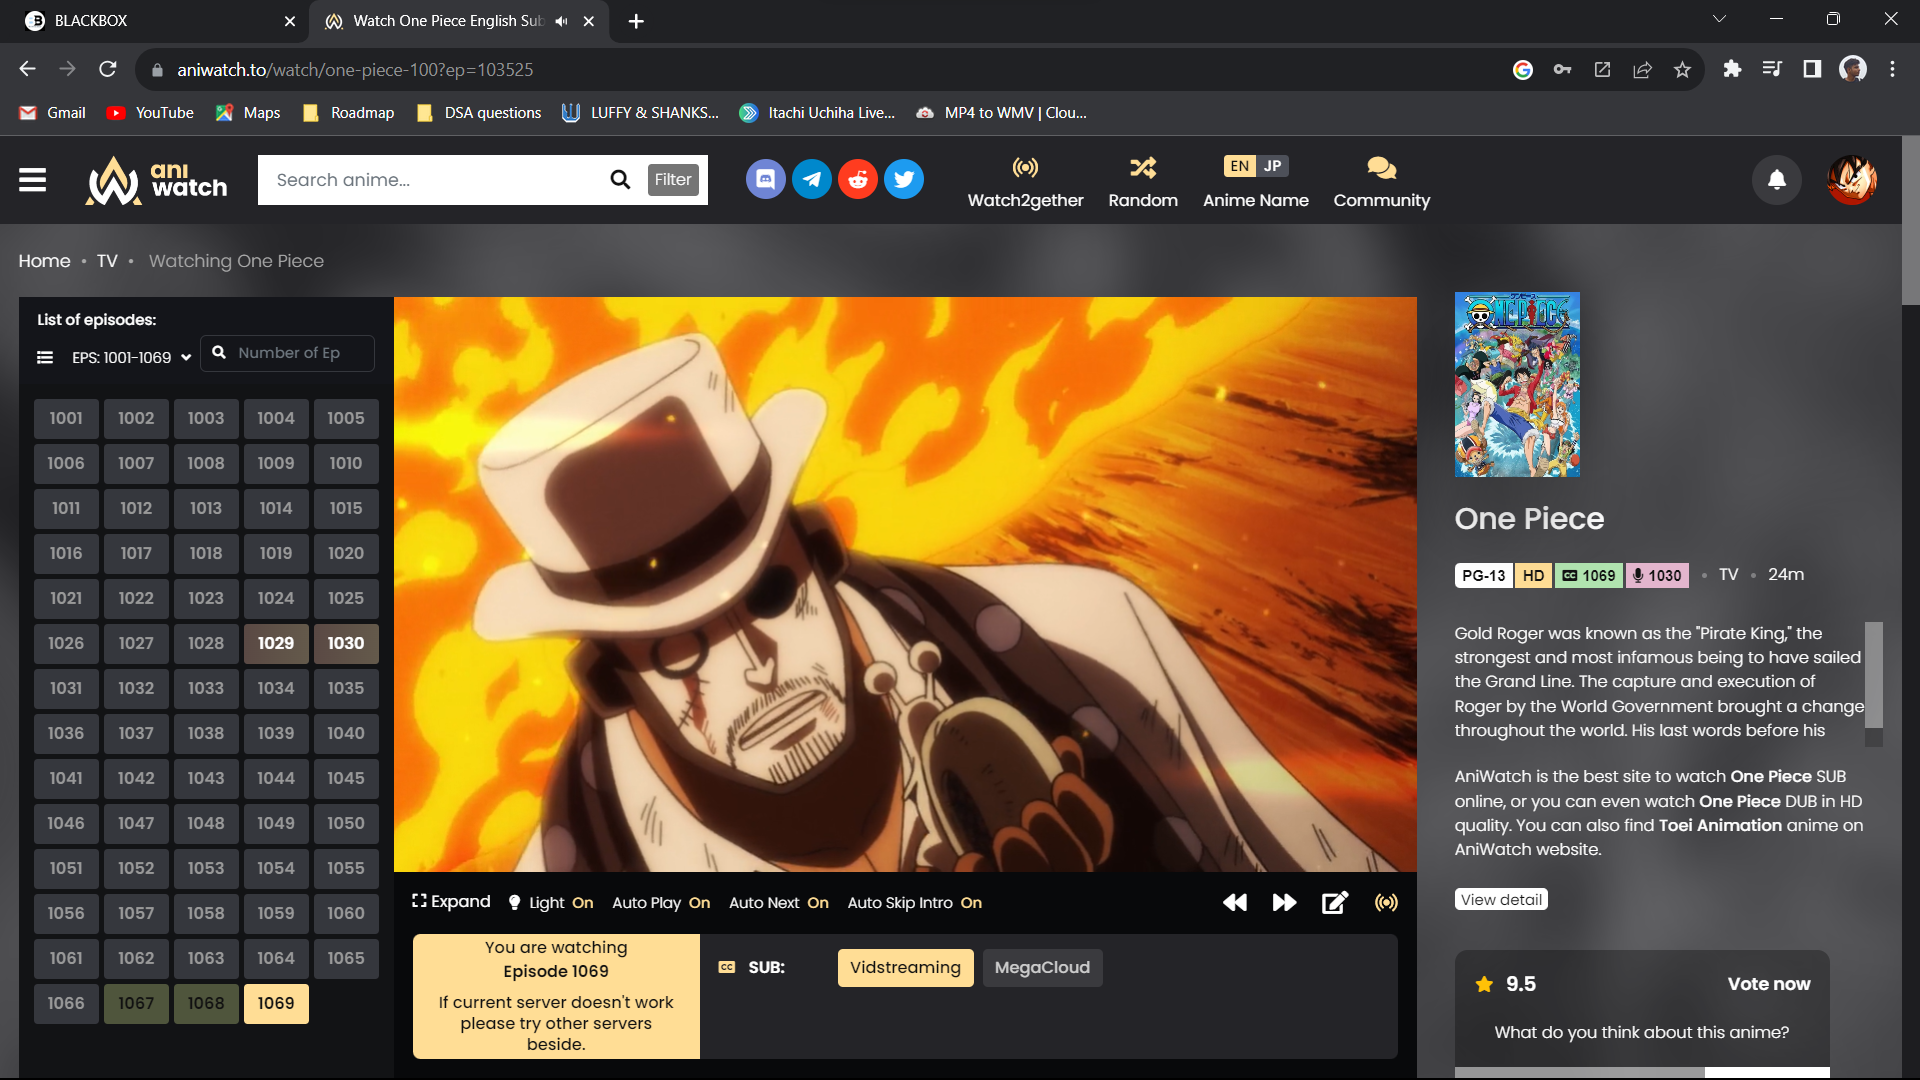 BLACKBOX
Watch One Piece English Sub
aniwatch.to/watch/one-piece-100?ep=103525
Gmail
YouTube
Maps
Roadmap
DSA questions
LUFFY & SHANKS...
Itachi Uchiha Live...
MP4 to WMV | Clou...
ani
watch
Search anime...
Filter
Watch2gether
Random
EN JP
Anime Name
Community
Home • TV • Watching One Piece
List of episodes:
EPS: 1001-1069
Number of Ep
1001 1002 1003 1004 1005
1006 1007 1008 1009 1010
1011 1012 1013 1014 1015
1016 1017 1018 1019 1020
1021 1022 1023 1024 1025
1026 1027 1028 1029 1030
1031 1032 1033 1034 1035
1036 1037 1038 1039 1040
1041 1042 1043 1044 1045
1046 1047 1048 1049 1050
1051 1052 1053 1054 1055
1056 1057 1058 1059 1060
1061 1062 1063 1064 1065
1066 1067 1068 1069
Expand Light On Auto Play On Auto Next On Auto Skip Intro On
You are watching
Episode 1069
If current server doesn't work
please try other servers
beside.
CC SUB:
Vidstreaming
MegaCloud
ONE PIECE
One Piece
PG-13 HD CC 1069 1030 • TV • 24m
Gold Roger was known as the "Pirate King," the
strongest and most infamous being to have sailed
the Grand Line. The capture and execution of
Roger by the World Government brought a change
throughout the world. His last words before his
AniWatch is the best site to watch One Piece SUB
online, or you can even watch One Piece DUB in HD
quality. You can also find Toei Animation anime on
AniWatch website.
View detail
9.5
Vote now
What do you think about this anime?